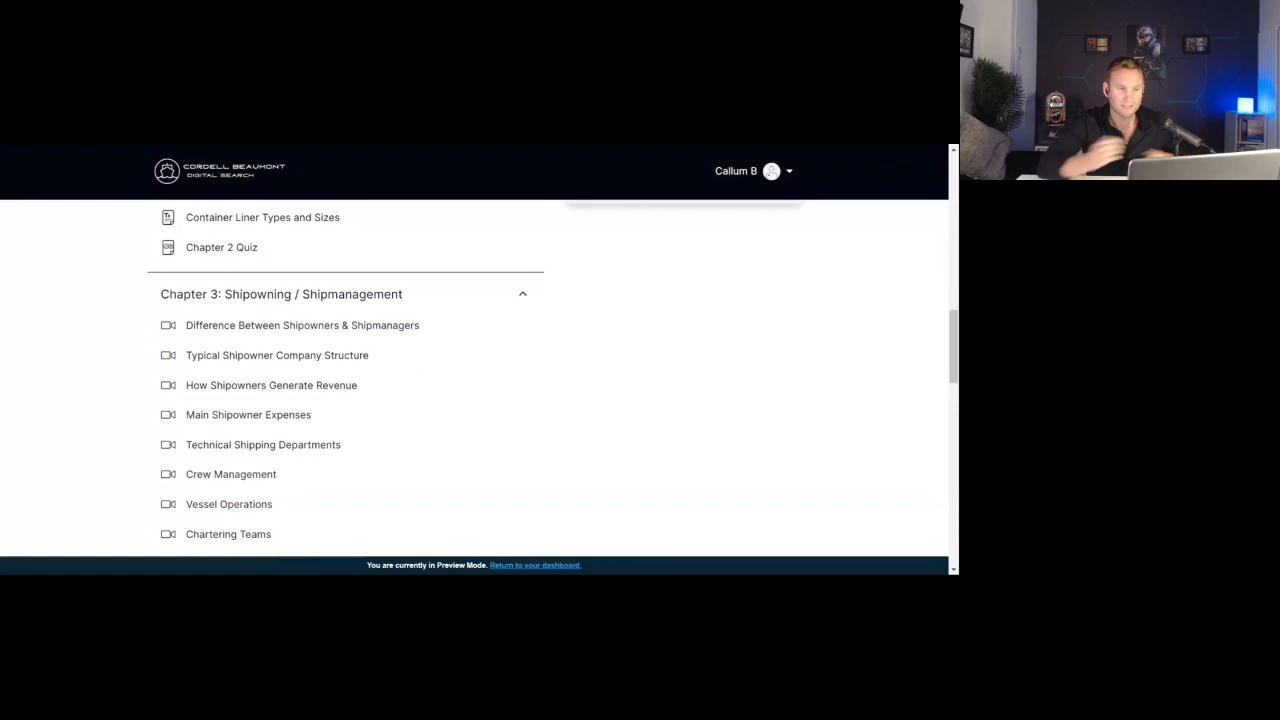 CORDELL BEAUMONT
DIGITAL SEARCH
Callum B
Container Liner Types and Sizes
Chapter 2 Quiz
Chapter 3: Shipowning / Shipmanagement
Difference Between Shipowners & Shipmanagers
Typical Shipowner Company Structure
How Shipowners Generate Revenue
Main Shipowner Expenses
Technical Shipping Departments
Crew Management
Vessel Operations
Chartering Teams
You are currently in Preview Mode. Return to your dashboard.